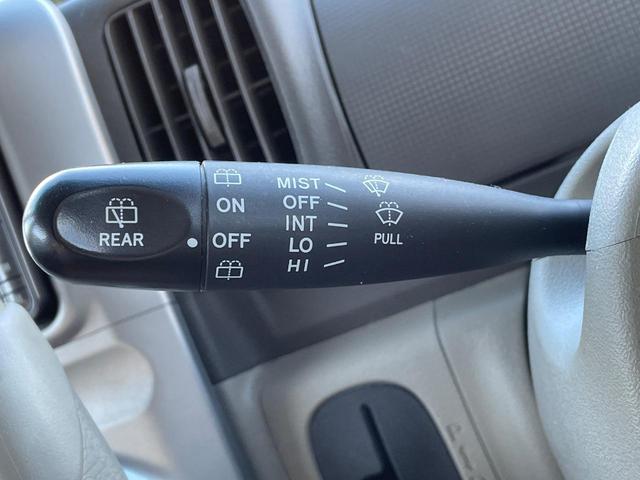 REAR
ON
OFF
MIST
OFF
INT
LO
HI
PULL